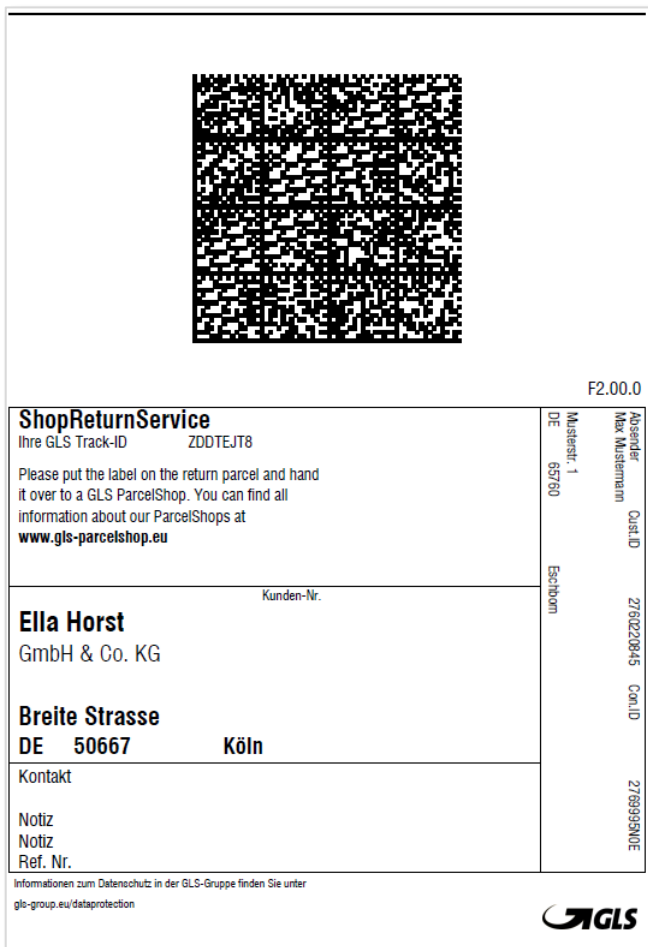 F2.00.0
ShopReturnService
Ihre GLS Track-ID ZDDTEJT8
Please put the label on the return parcel and hand
it over to a GLS ParcelShop. You can find all
information about our ParcelShops at
www.gls-parcelshop.eu
Absender
Max Mustermann Cust.ID 2760220845 Con.ID 2769995N0E
Musterstr. 1
DE 65760 Eschborn
Kunden-Nr.
Ella Horst
GmbH & Co. KG
Breite Strasse
DE 50667 Köln
Kontakt
Notiz
Notiz
Ref. Nr.
Informationen zum Datenschutz in der GLS-Gruppe finden Sie unter
gls-group.eu/dataprotection
GLS